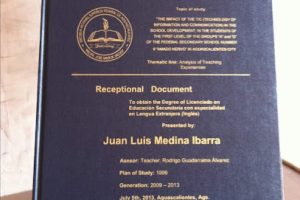 Topic of study
"THE IMPACT OF THE TIC (TECHNOLOGY OF
INFORMATION AND COMMUNICATION) IN THE
SCHOOL DEVELOPMENT, IN THE STUDENTS OF
THE FIRST LEVEL OF THE GROUPS "A" AND "D"
OF THE FEDERAL SECONDARY SCHOOL NUMBER
AMADO NERVO" IN AGUASCALIENTES CITY
Thematic line: Analysis of Teaching
Experiences
Receptional Document
To obtain the Degree of Licenciado en
Educación Secundaria con especialidad
en Lengua Extranjera (Inglés)
Presented by:
Juan Luis Medina Ibarra
Asesor: Teacher. Rodrigo Guadarrama Álvarez
Plan of Study: 1999
Generation: 2009 – 2013
July 5th, 2013, Aguascalientes, Ags.